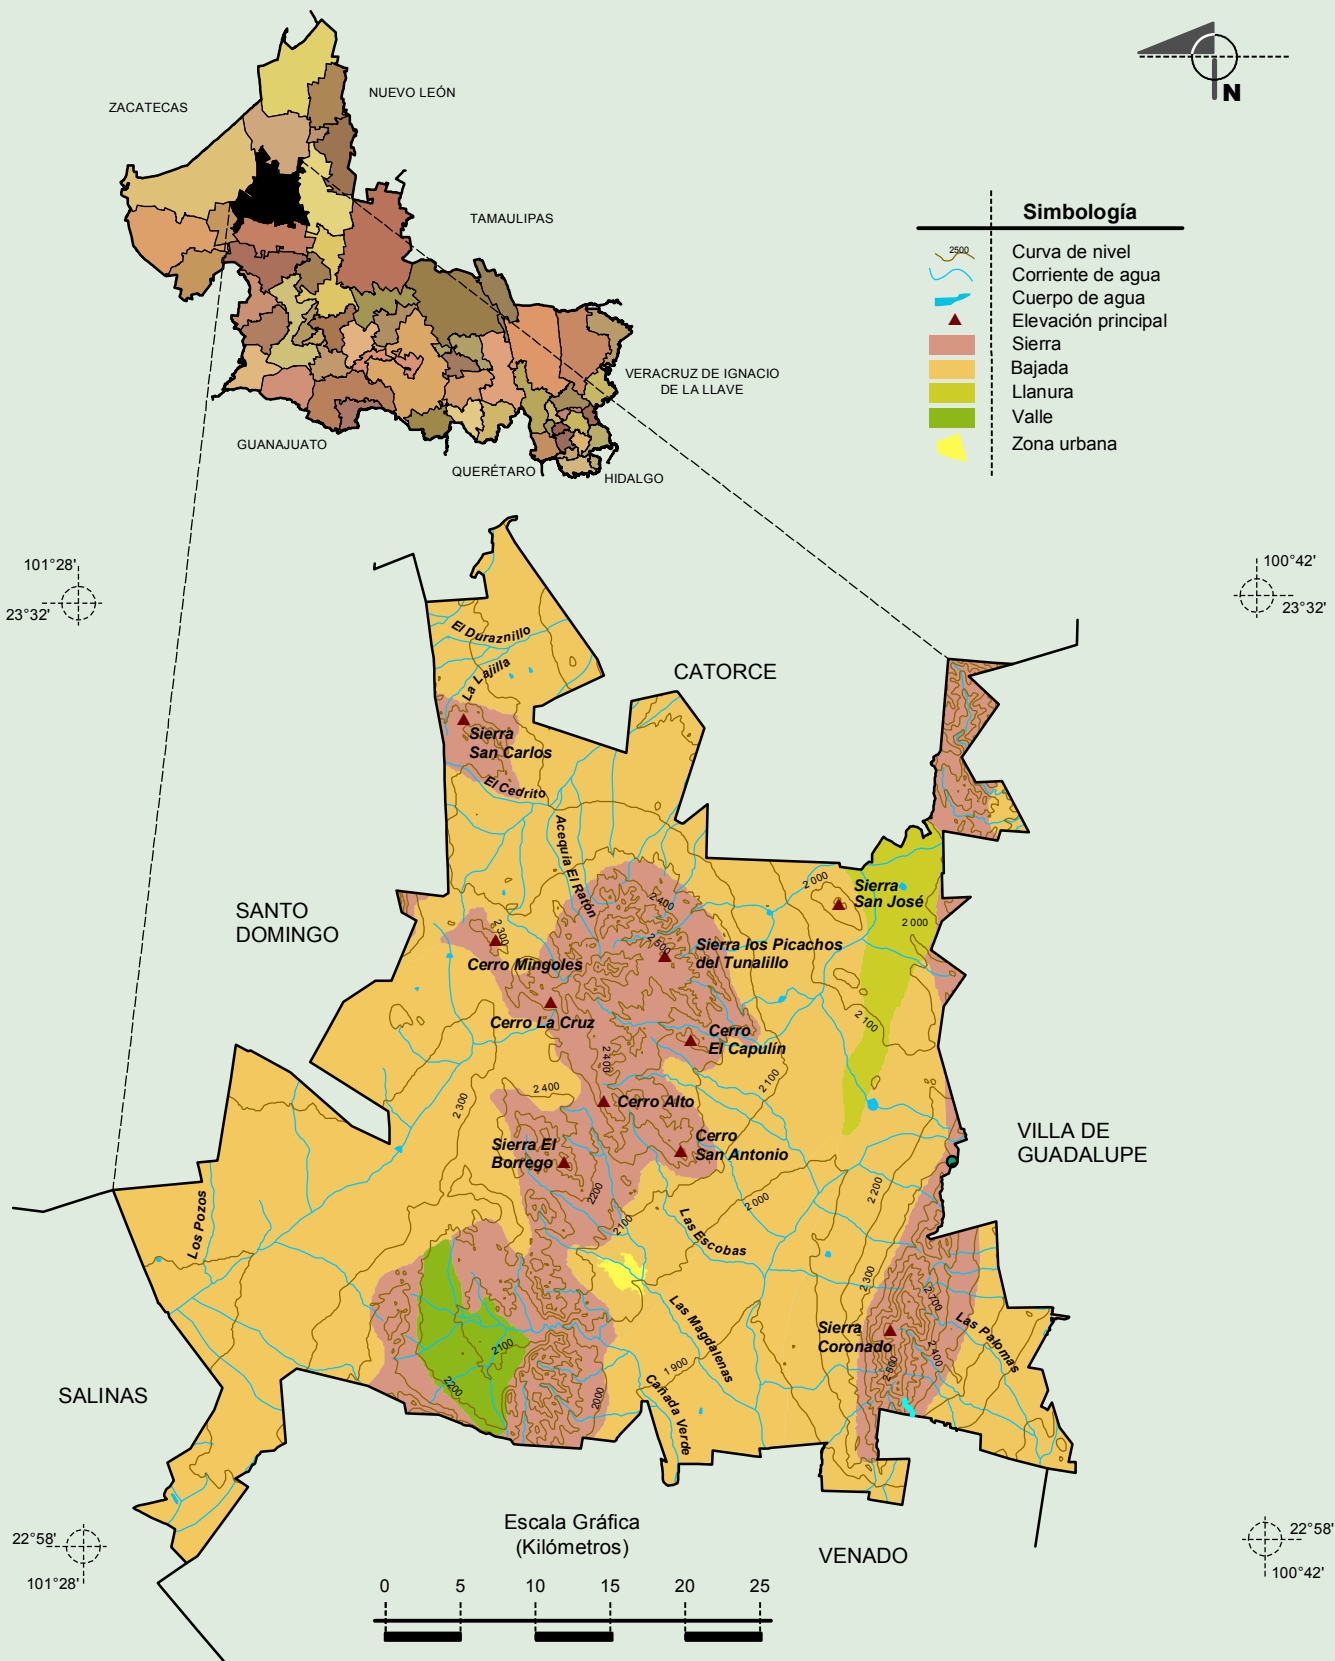 ZACATECAS
NUEVO LEÓN
TAMAULIPAS
VERACRUZ DE IGNACIO
DE LA LLAVE
GUANAJUATO
QUERÉTARO
HIDALGO
N
Simbología
2500
Curva de nivel
Corriente de agua
Cuerpo de agua
Elevación principal
Sierra
Bajada
Llanura
Valle
Zona urbana
101°28'
23°32'
100°42'
23°32'
El Duraznillo
La Lajilla
CATORCE
Sierra
San Carlos
El Cedrito
Acequia El Ratón
2 000
Sierra
San José
2 400
2 000
SANTO
DOMINGO
2 300
2 500
Sierra los Picachos
del Tunalillo
Cerro Mingoles
Cerro La Cruz
2 100
Cerro
El Capulín
2 400
2 400
2 100
2 300
Cerro Alto
VILLA DE
GUADALUPE
Sierra El
Borrego
Cerro
San Antonio
2200
2 200
2 000
Los Pozos
2100
Las Escobas
2 300
2 700
Las Magdalenas
Sierra
Coronado
Las Palomas
2100
2 400
1 900
2 500
2200
2000
Cañada Verde
SALINAS
Escala Gráfica
(Kilómetros)
VENADO
22°58'
101°28'
22°58'
100°42'
0 5 10 15 20 25